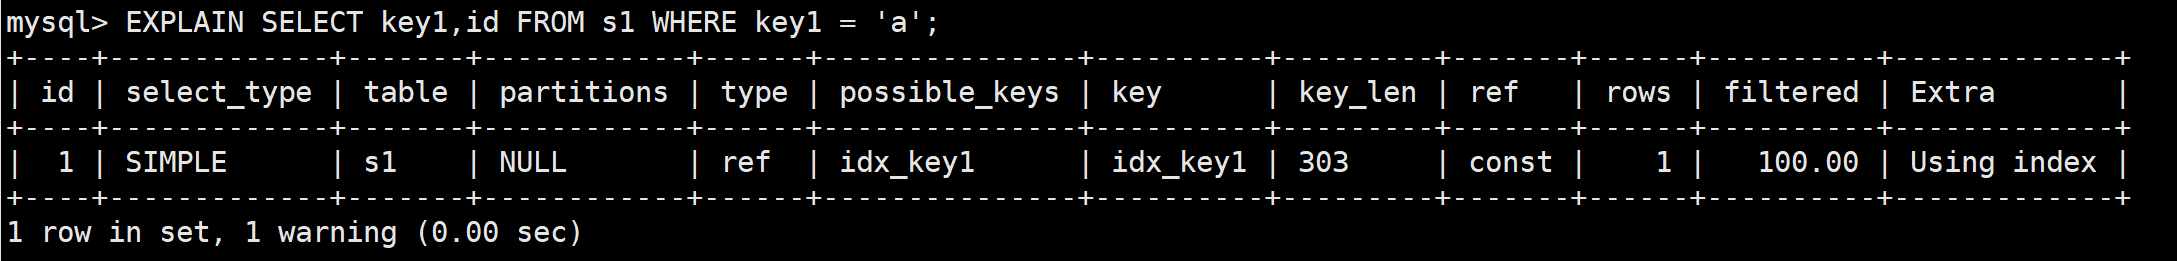 mysql> EXPLAIN SELECT key1,id FROM s1 WHERE key1 = 'a';
+----+-------------+-------+------------+------+---------------+----------+---------+-------+------+----------+-------------+
| id | select_type | table | partitions | type | possible_keys | key      | key_len | ref   | rows | filtered | Extra       |
+----+-------------+-------+------------+------+---------------+----------+---------+-------+------+----------+-------------+
|  1 | SIMPLE      | s1    | NULL       | ref  | idx_key1      | idx_key1 | 303     | const |    1 |   100.00 | Using index |
+----+-------------+-------+------------+------+---------------+----------+---------+-------+------+----------+-------------+
1 row in set, 1 warning (0.00 sec)